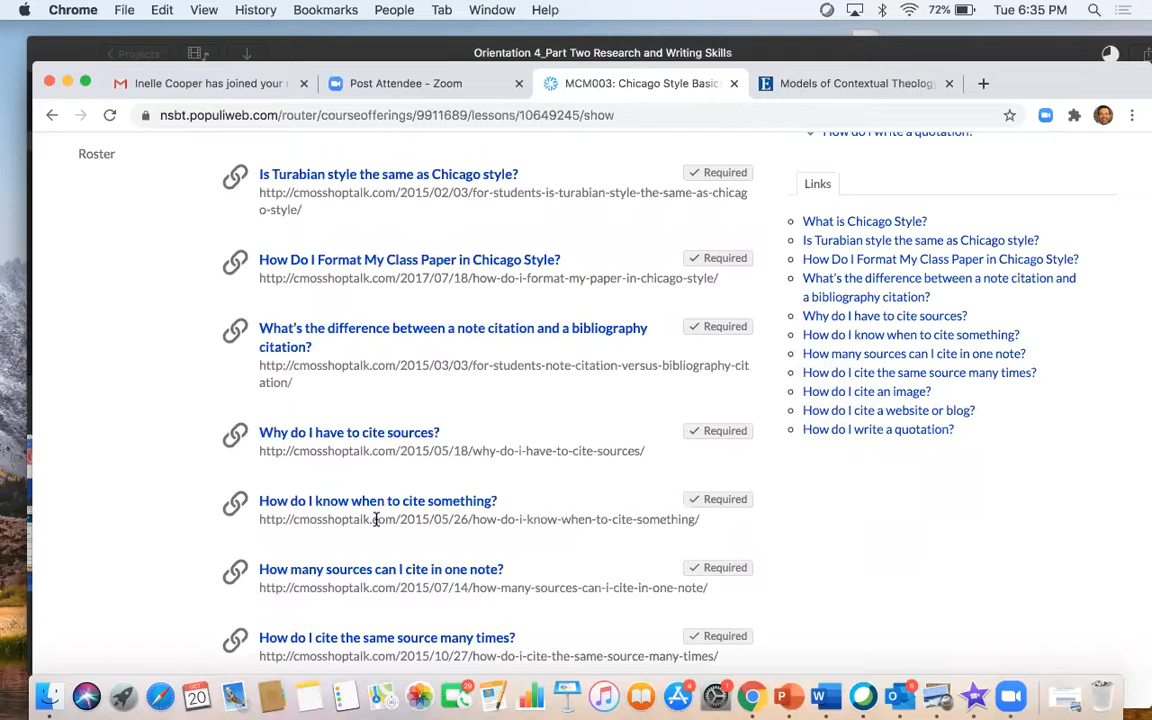 Chrome File Edit View History Bookmarks People Tab Window Help 72% Tue 6:35 PM
Projects
Orientation 4_Part Two Research and Writing Skills
Inelle Cooper has joined your
Post Attendee - Zoom
MCM003: Chicago Style Basic
Models of Contextual Theology
nsbt.populiweb.com/router/courseofferings/9911689/lessons/10649245/show
Roster
Is Turabian style the same as Chicago style?
Required
http://cmosshoptalk.com/2015/02/03/for-students-is-turabian-style-the-same-as-chicag
o-style/
How Do I Format My Class Paper in Chicago Style?
Required
http://cmosshoptalk.com/2017/07/18/how-do-i-format-my-paper-in-chicago-style/
What's the difference between a note citation and a bibliography
citation?
Required
http://cmosshoptalk.com/2015/03/03/for-students-note-citation-versus-bibliography-cit
ation/
Why do I have to cite sources?
Required
http://cmosshoptalk.com/2015/05/18/why-do-i-have-to-cite-sources/
How do I know when to cite something?
Required
http://cmosshoptalk.com/2015/05/26/how-do-i-know-when-to-cite-something/
How many sources can I cite in one note?
Required
http://cmosshoptalk.com/2015/07/14/how-many-sources-can-i-cite-in-one-note/
How do I cite the same source many times?
Required
http://cmosshoptalk.com/2015/10/27/how-do-i-cite-the-same-source-many-times/
How do I write a quotation?
Links
What is Chicago Style?
Is Turabian style the same as Chicago style?
How Do I Format My Class Paper in Chicago Style?
What's the difference between a note citation and
a bibliography citation?
Why do I have to cite sources?
How do I know when to cite something?
How many sources can I cite in one note?
How do I cite the same source many times?
How do I cite an image?
How do I cite a website or blog?
How do I write a quotation?
20
29
1
6